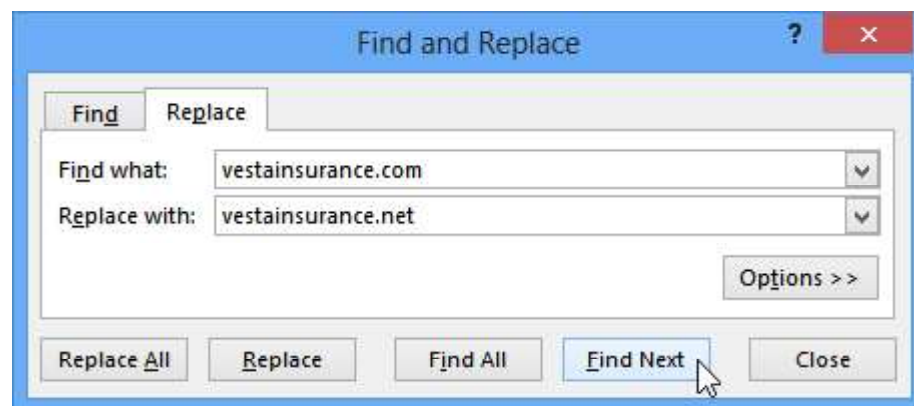 Find and Replace ?
Find Replace
Find what: vestainsurance.com
Replace with: vestainsurance.net
Options >>
Replace All Replace Find All Find Next Close